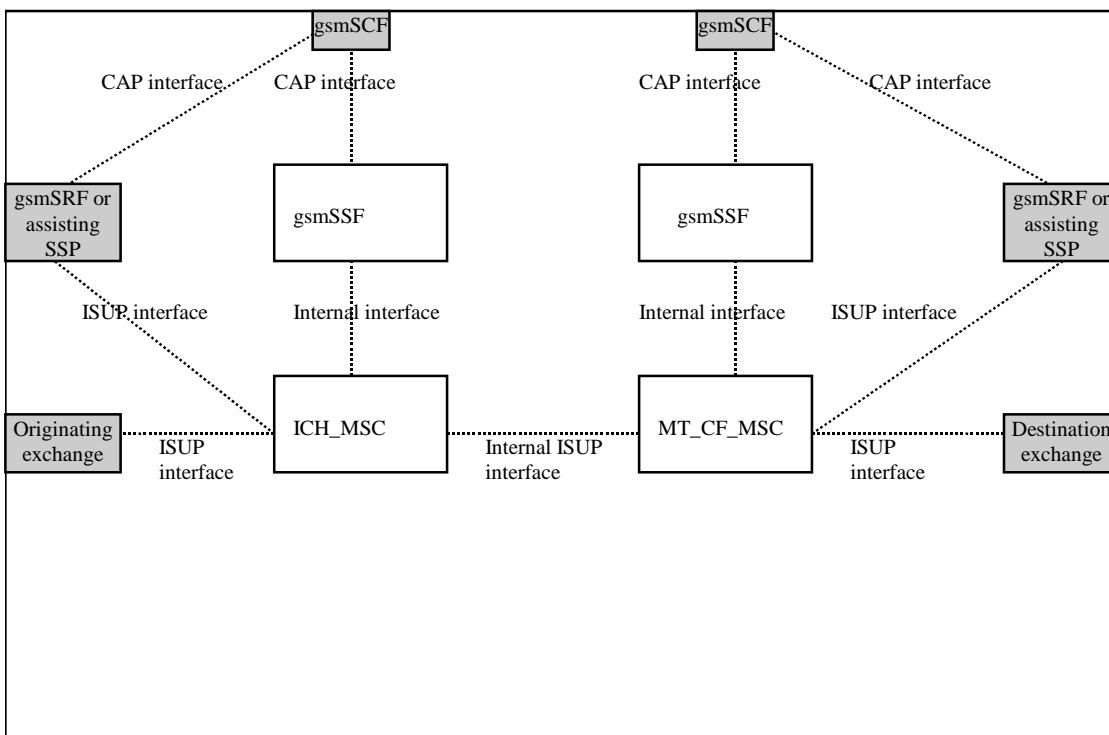 gsmSCF
gsmSCF
CAP interface
CAP interface
CAP interface
CAP interface
gsmSRF or
assisting
SSP
gsmSSF
gsmSSF
gsmSRF or
assisting
SSP
ISUP interface
Internal interface
Internal interface
ISUP interface
Originating
exchange
ISUP
interface
ICH_MSC
Internal ISUP
interface
MT_CF_MSC
ISUP
interface
Destination
exchange